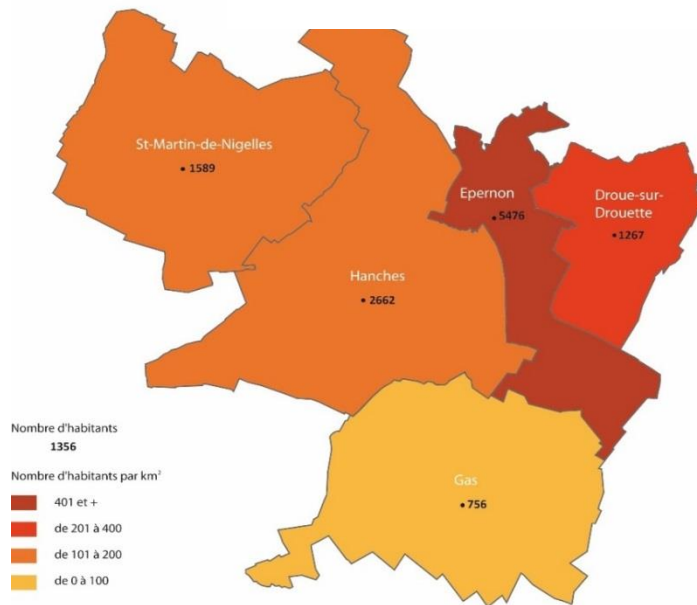 St-Martin-de-Nigelles
1589
Epernon
5476
Droue-sur-
Drouette
1267
Hanches
2662
Gas
756
Nombre d'habitants
1356
Nombre d'habitants par km²
401 et +
de 201 à 400
de 101 à 200
de 0 à 100